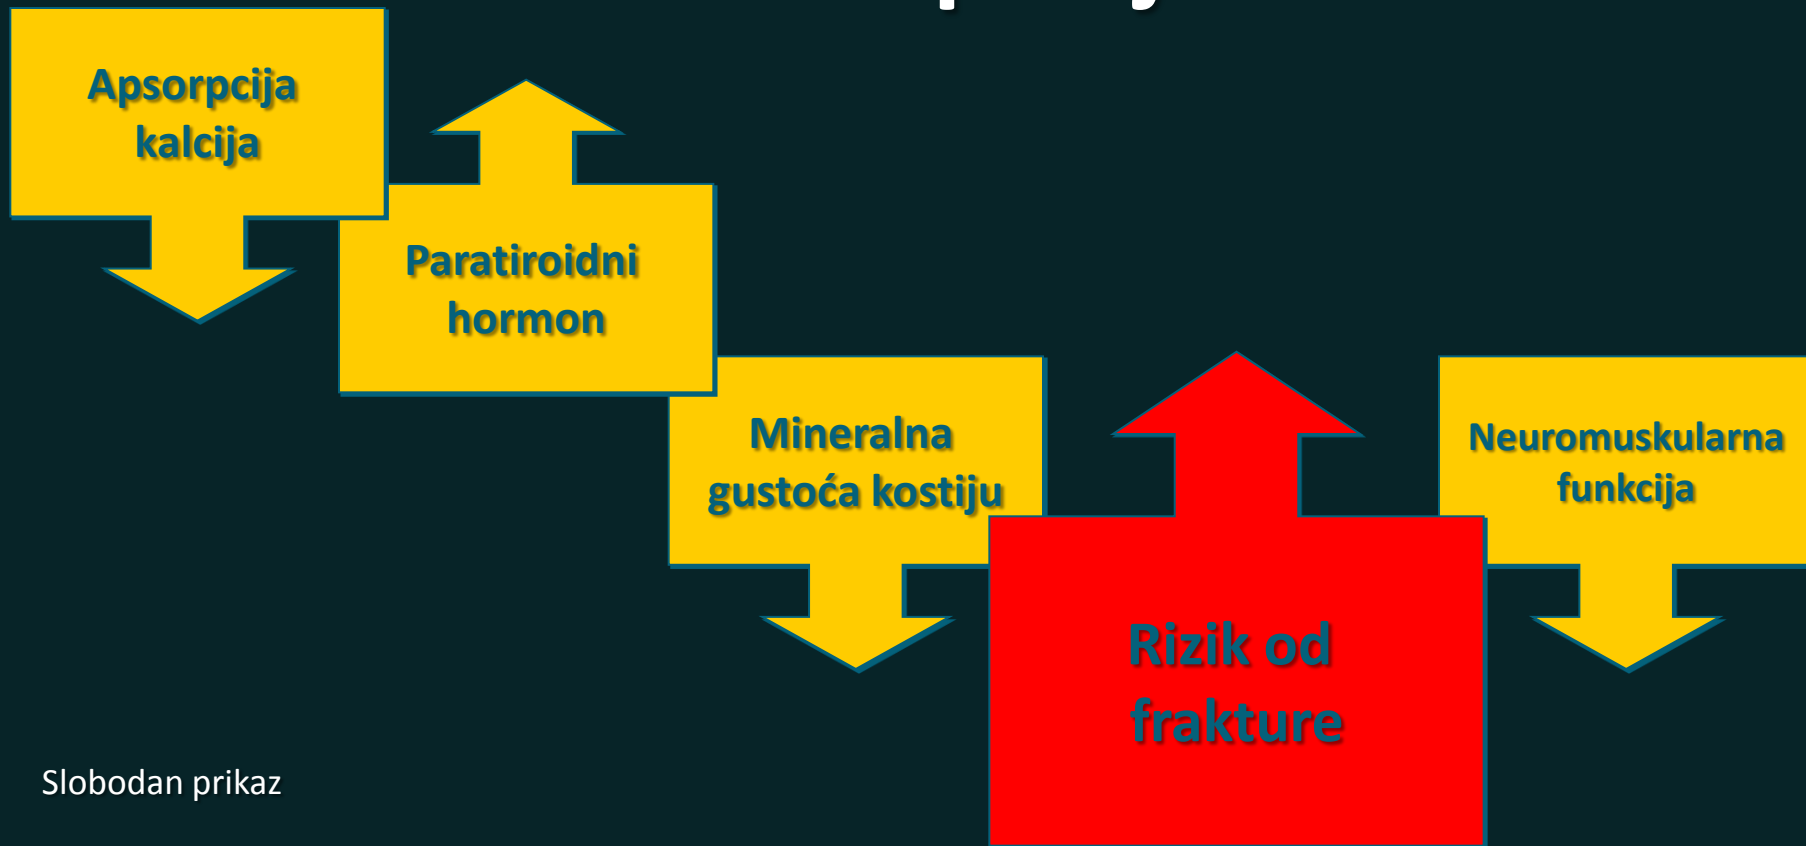 Apsorpcija
kalcija
Paratiroidni
hormon
Mineralna
gustoća kostiju
Neuromuskularna
funkcija
Rizik od
frakture
Slobodan prikaz